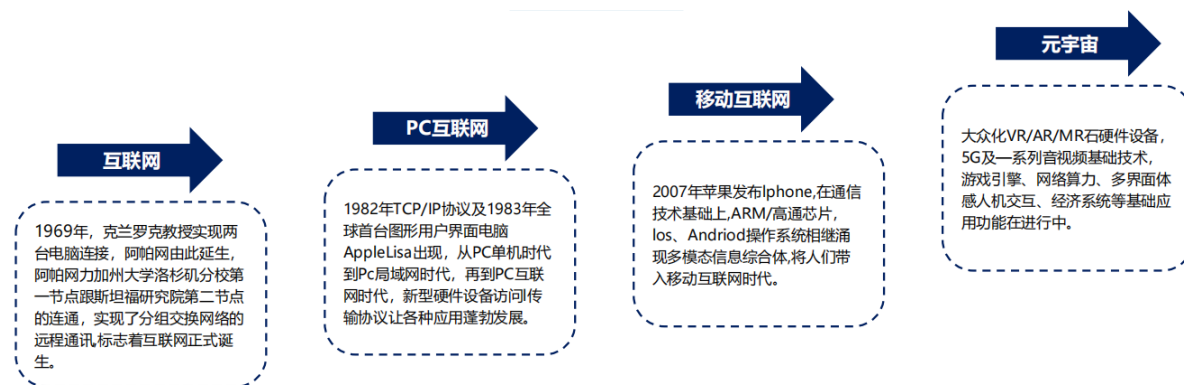 互联网
1969年，克兰罗克教授实现两
台电脑连接，阿帕网由此延生，
阿帕网力加州大学洛杉矶分校第
一节点跟斯坦福研究院第二节点
的连通，实现了分组交换网络的
远程通讯,标志着互联网正式诞
生。
PC互联网
1982年TCP/IP协议及1983年全
球首台图形用户界面电脑
AppleLisa出现，从PC单机时代
到Pc局域网时代，再到PC互联
网时代，新型硬件设备访问l传
输协议让各种应用蓬勃发展。
移动互联网
2007年苹果发布lphone,在通信
技术基础上,ARM/高通芯片，
los、Andriod操作系统相继涌
现多模态信息综合体,将人们带
入移动互联网时代。
元宇宙
大众化VR/AR/MR石硬件设备，
5G及—系列音视频基础技术，
游戏引擎、网络算力、多界面体
感人机交互、经济系统等基础应
用功能在进行中。